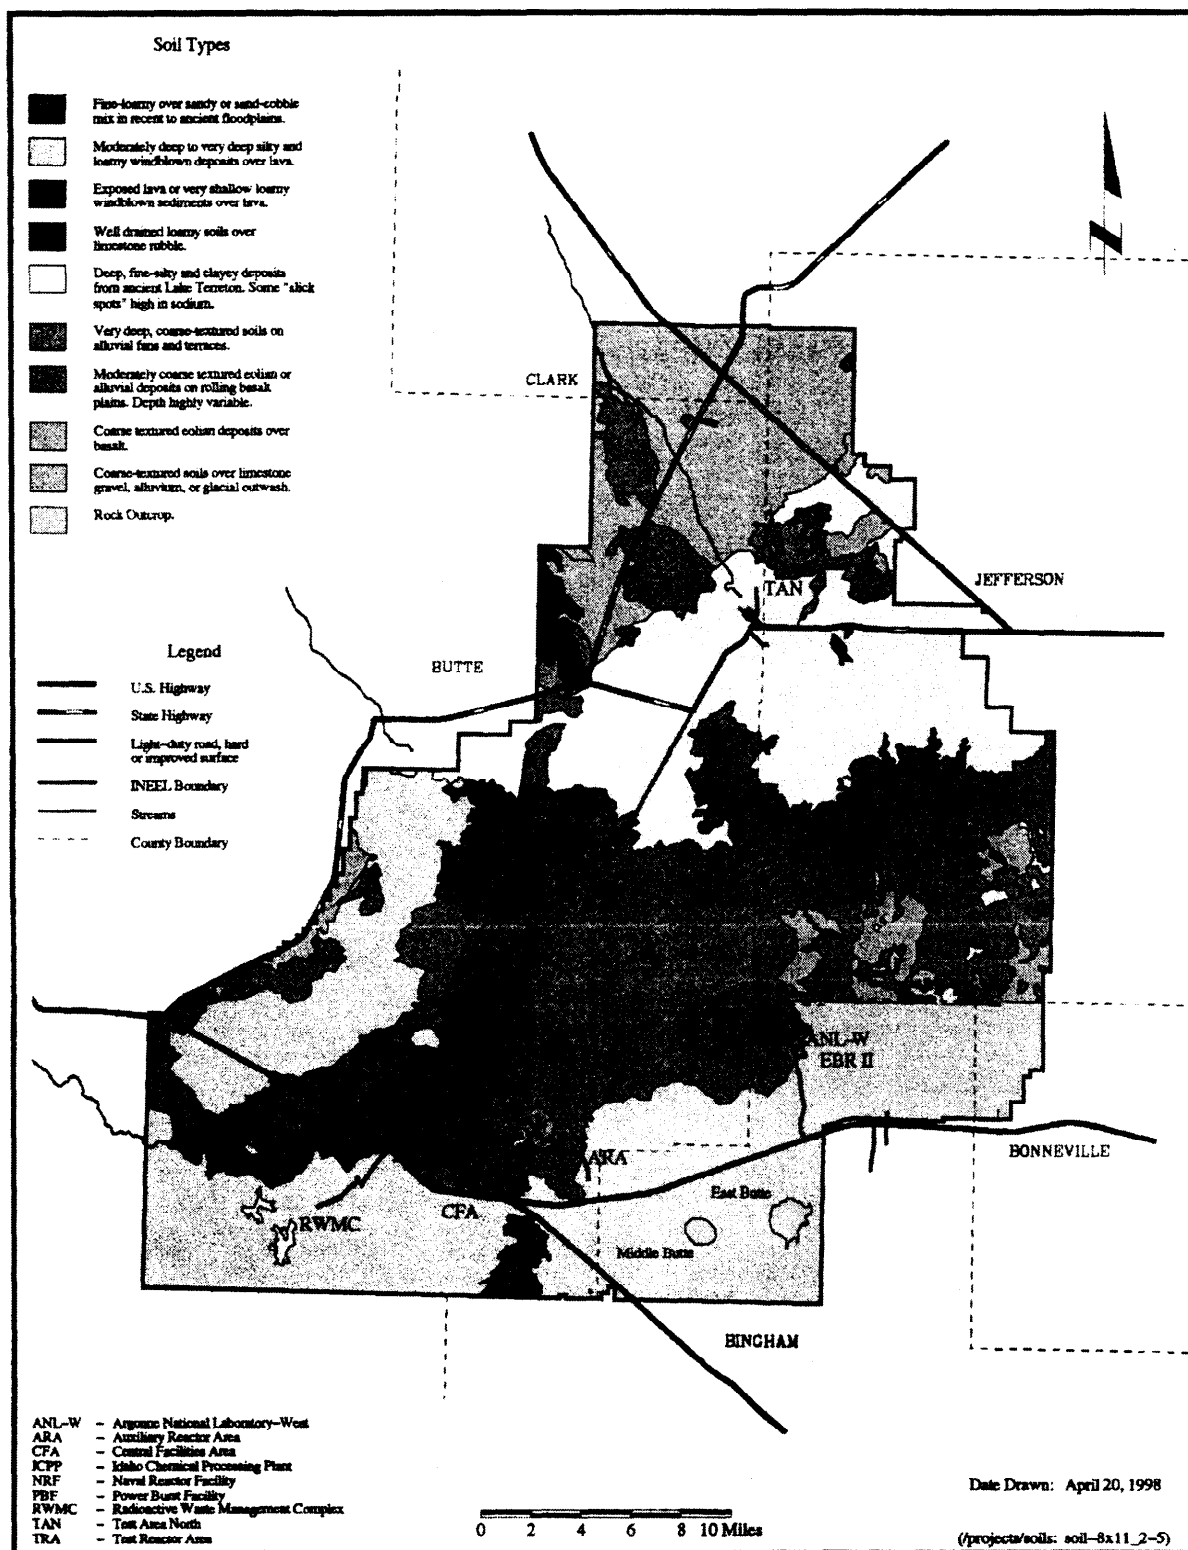 Soil Types
Fine-loamy over sandy or sand-cobble
mix in recent to ancient floodplains.
Moderately deep to very deep silky and
loamy windblown deposits over lava.
Exposed lava or very shallow loamy
windblown sediments over lava.
Well drained loamy soils over
limestone rubble.
Deep, fine-salty and clayey deposits
from ancient Lake Terreton. Some "slick
spots" high in sodium.
Very deep, coarse-textured soils on
alluvial fans and terraces.
Moderately coarse textured eolian or
alluvial deposits on rolling basalt
plains. Depth highly variable.
Coarse textured eolian deposits over
basalt.
Coarse-textured soils over limestone
gravel, alluvium, or glacial outwash.
Rock Outcrop.
CLARK
JEFFERSON
TAN
BUTTE
Legend
U.S. Highway
State Highway
Light-duty road, hard
or improved surface
INEEL Boundary
Streams
County Boundary
ANL-W
EBR II
BONNEVILLE
ARA
East Butte
RWMC
CFA
Middle Butte
BINGHAM
ANL-W - Argonne National Laboratory-West
ARA - Auxiliary Reactor Area
CFA - Central Facilities Area
ICPP - Idaho Chemical Processing Plant
NRF - Naval Reactor Facility
PBF - Power Burst Facility
RWMC - Radioactive Waste Management Complex
TAN - Test Area North
TRA - Test Reactor Area
0 2 4 6 8 10 Miles
Date Drawn: April 20, 1998
(/projects/soils: soil-8x11_2-5)
N